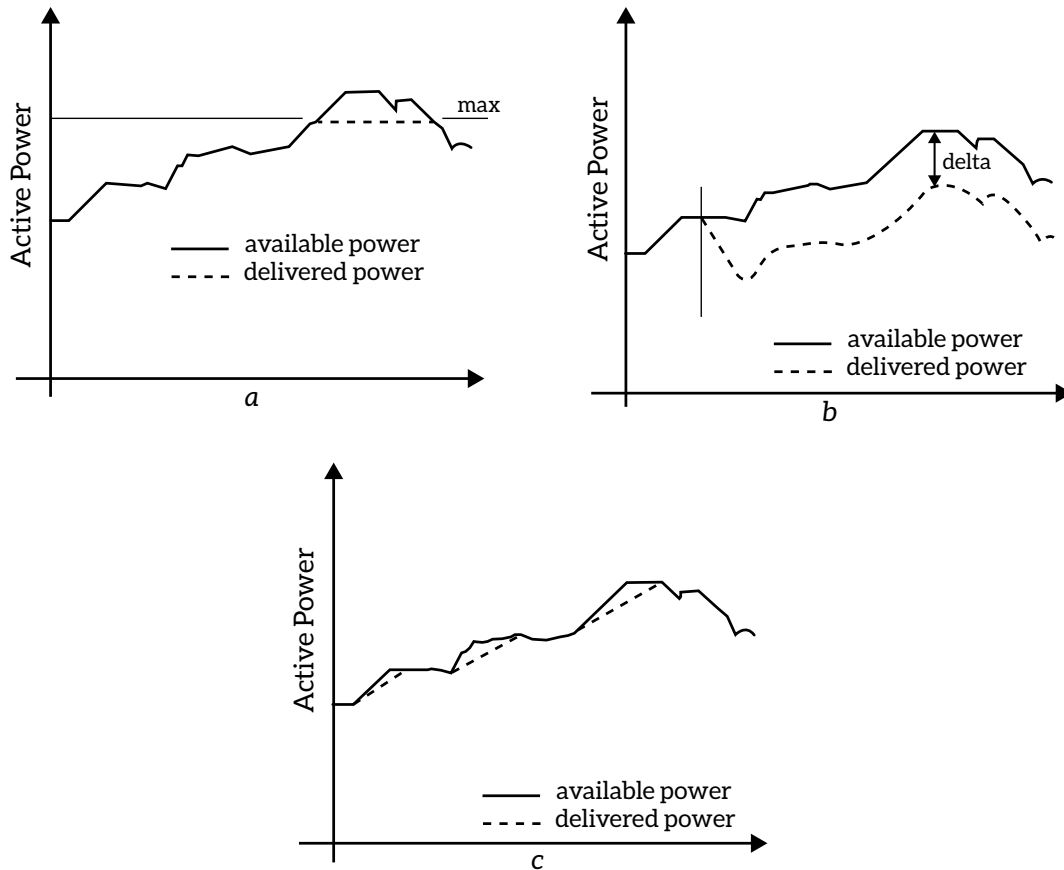 Active Power
max
available power
delivered power
a
Active Power
delta
available power
delivered power
b
Active Power
available power
delivered power
c